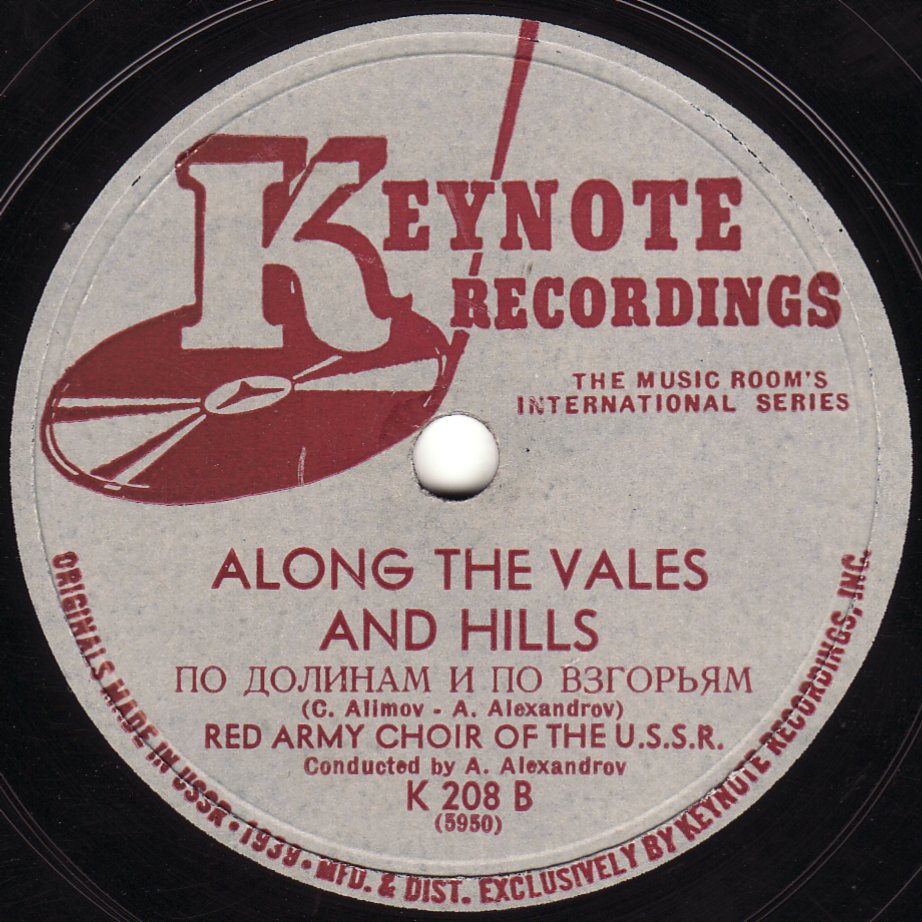 KEYNOTE
RECORDINGS
THE MUSIC ROOM'S
INTERNATIONAL SERIES
ALONG THE VALES
AND HILLS
ПО ДОЛИНАМ И ПО ВЗГОРЬЯМ
(C. Alimov - A. Alexandrov)
RED ARMY CHOIR OF THE U.S.S.R.
Conducted by A. Alexandrov
K 208 B
(5950)
ORIGINALS MADE IN USSR • 1939 • MFD. & DIST. EXCLUSIVELY BY KEYNOTE RECORDINGS, INC.